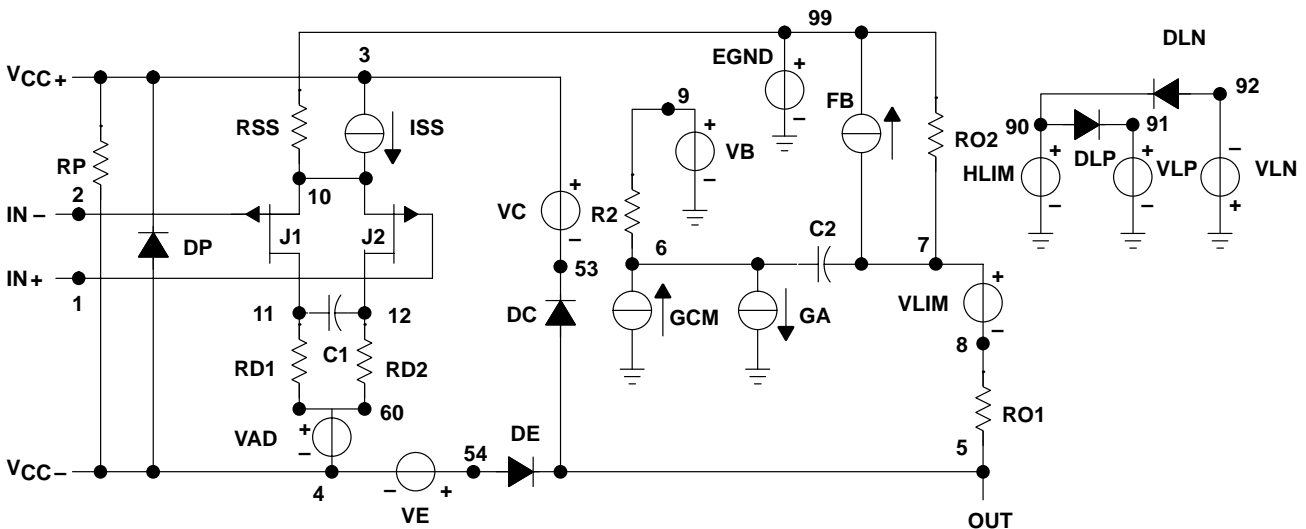 99
DLN
3
EGND
+
VCC+
9
FB
92
RSS
ISS
+
90
91
RO2
–
VB
+
+
–
RP
–
HLIM
DLP
VLP
VLN
2
10
+
–
–
+
IN–
VC
R2
C2
J1
J2
–
6
7
DP
IN+
53
+
1
VLIM
11
12
DC
GCM
GA
–
C1
8
RD1
RD2
60
RO1
+
VAD
DE
–
54
5
VCC–
4
–
+
VE
OUT